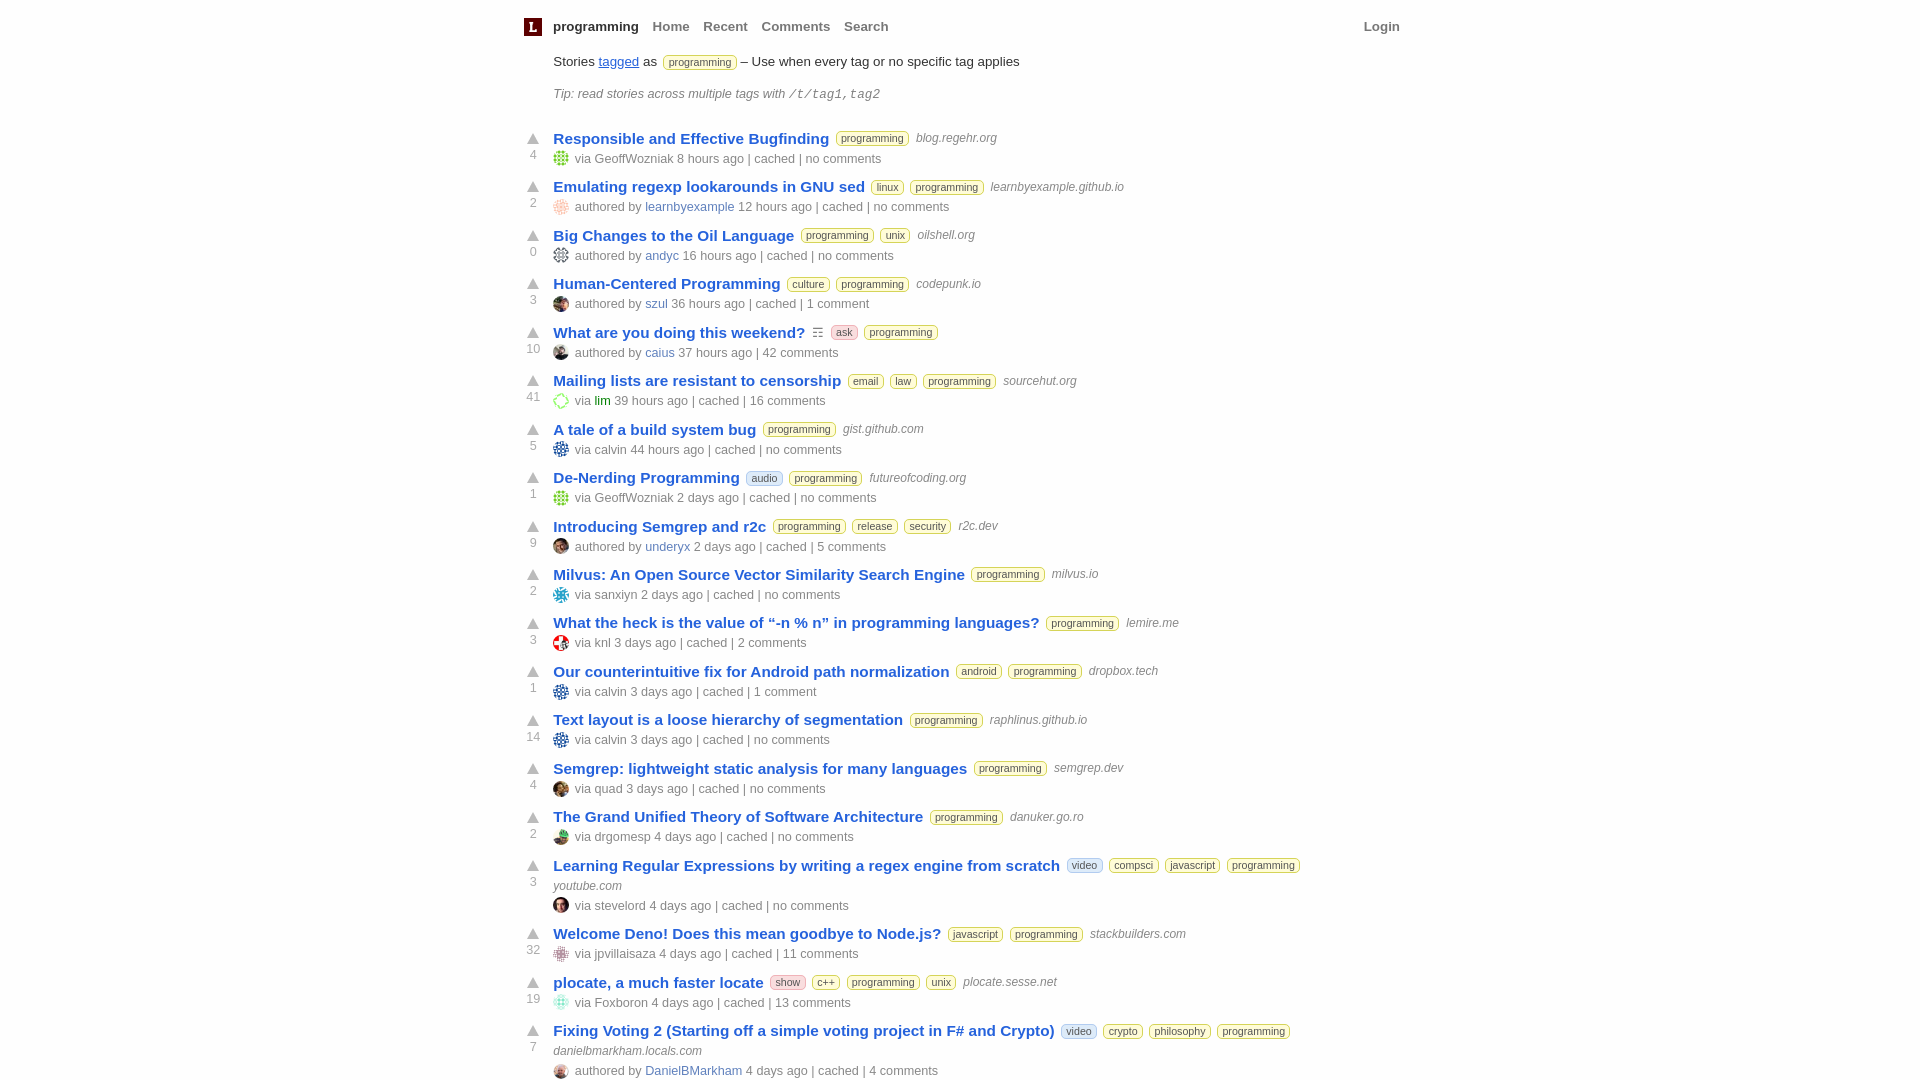 L programming Home Recent Comments Search Login
Stories tagged as programming – Use when every tag or no specific tag applies
Tip: read stories across multiple tags with /t/tag1,tag2
Responsible and Effective Bugfinding programming blog.regehr.org
4
via GeoffWozniak 8 hours ago | cached | no comments
Emulating regexp lookarounds in GNU sed linux programming learnbyexample.github.io
2
authored by learnbyexample 12 hours ago | cached | no comments
Big Changes to the Oil Language programming unix oilshell.org
0
authored by andyc 16 hours ago | cached | no comments
Human-Centered Programming culture programming codepunk.io
3
authored by szul 36 hours ago | cached | 1 comment
What are you doing this weekend? ☶ ask programming
10
authored by caius 37 hours ago | 42 comments
Mailing lists are resistant to censorship email law programming sourcehut.org
41
via lim 39 hours ago | cached | 16 comments
A tale of a build system bug programming gist.github.com
5
via calvin 44 hours ago | cached | no comments
De-Nerding Programming audio programming futureofcoding.org
1
via GeoffWozniak 2 days ago | cached | no comments
Introducing Semgrep and r2c programming release security r2c.dev
9
authored by underyx 2 days ago | cached | 5 comments
Milvus: An Open Source Vector Similarity Search Engine programming milvus.io
2
via sanxiyn 2 days ago | cached | no comments
What the heck is the value of “-n % n” in programming languages? programming lemire.me
3
via knl 3 days ago | cached | 2 comments
Our counterintuitive fix for Android path normalization android programming dropbox.tech
1
via calvin 3 days ago | cached | 1 comment
Text layout is a loose hierarchy of segmentation programming raphlinus.github.io
14
via calvin 3 days ago | cached | no comments
Semgrep: lightweight static analysis for many languages programming semgrep.dev
4
via quad 3 days ago | cached | no comments
The Grand Unified Theory of Software Architecture programming danuker.go.ro
2
via drgomesp 4 days ago | cached | no comments
Learning Regular Expressions by writing a regex engine from scratch video compsci javascript programming
3
youtube.com
via stevelord 4 days ago | cached | no comments
Welcome Deno! Does this mean goodbye to Node.js? javascript programming stackbuilders.com
32
via jpvillaisaza 4 days ago | cached | 11 comments
plocate, a much faster locate show c++ programming unix plocate.sesse.net
19
via Foxboron 4 days ago | cached | 13 comments
Fixing Voting 2 (Starting off a simple voting project in F# and Crypto) video crypto philosophy programming
7
danielbmarkham.locals.com
authored by DanielBMarkham 4 days ago | cached | 4 comments